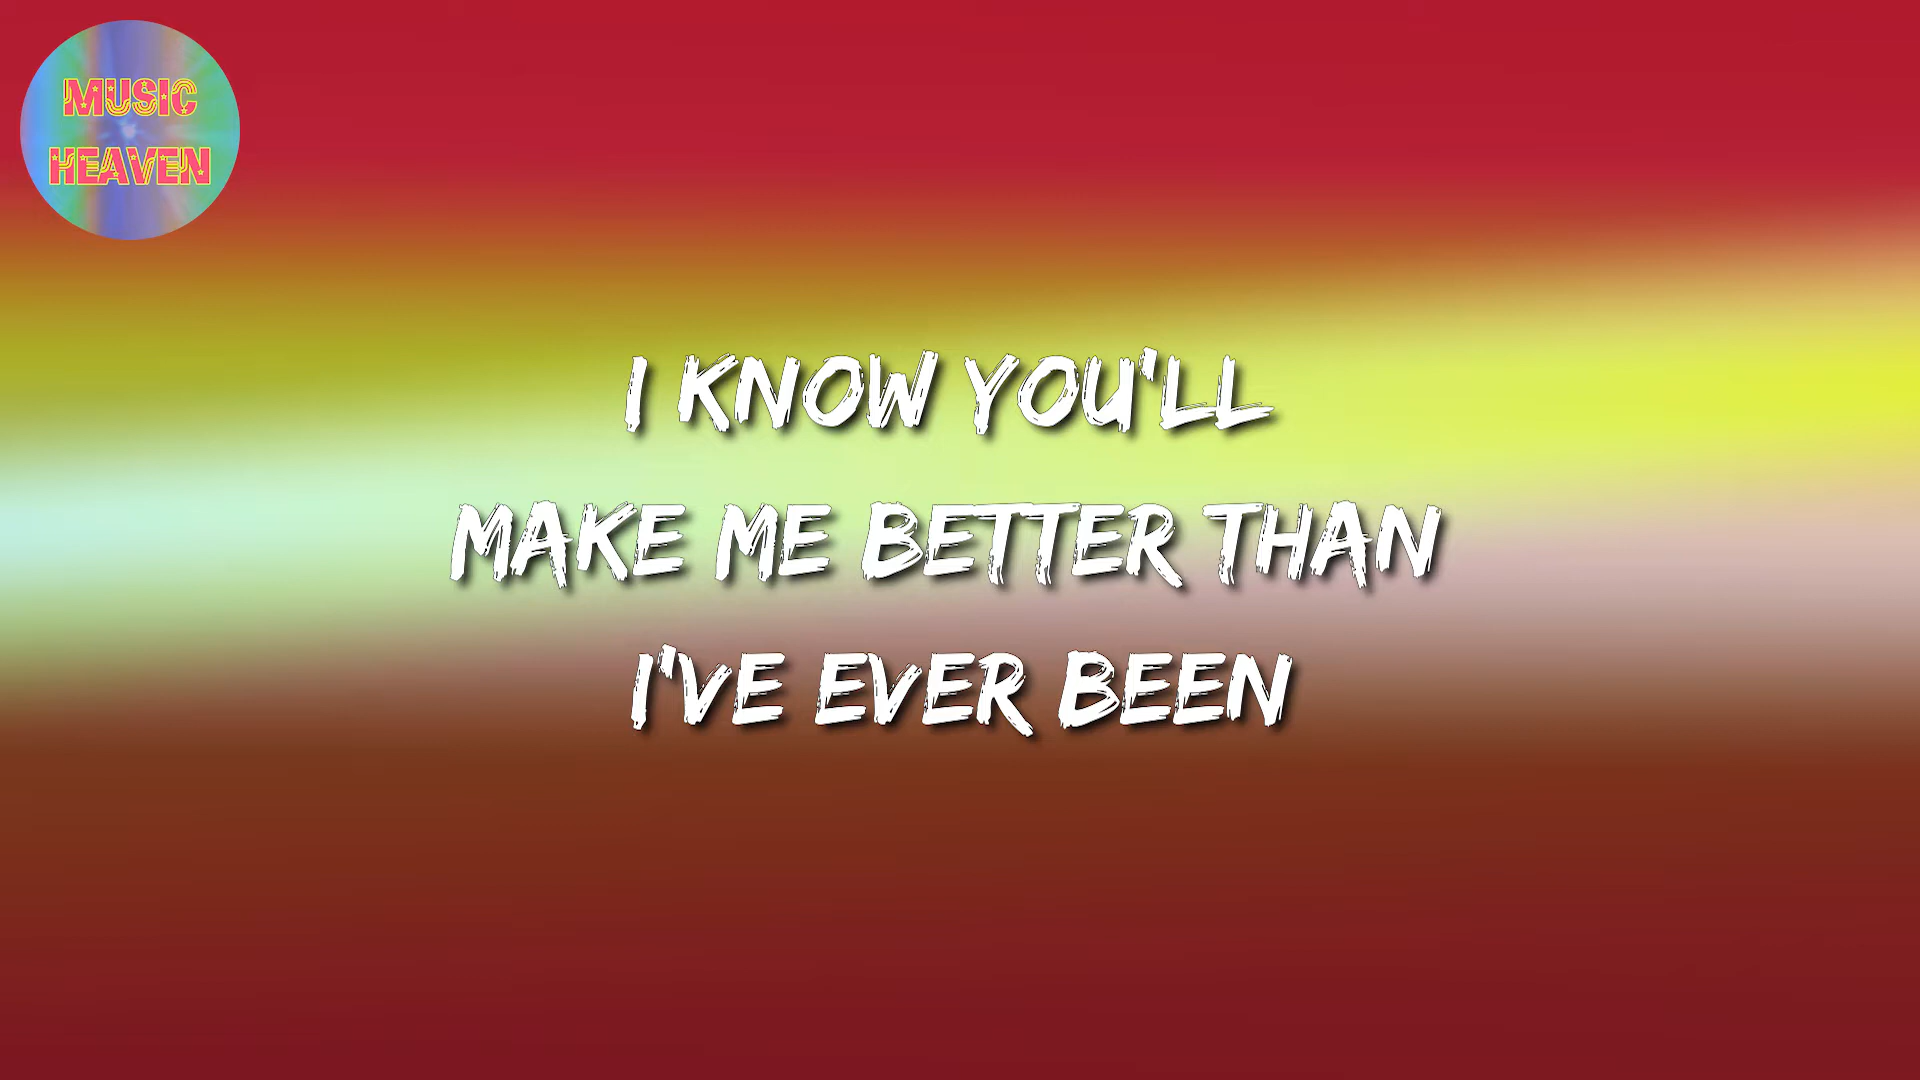 MUSIC
HEAVEN
I KNOW YOU'LL
MAKE ME BETTER THAN
I'VE EVER BEEN